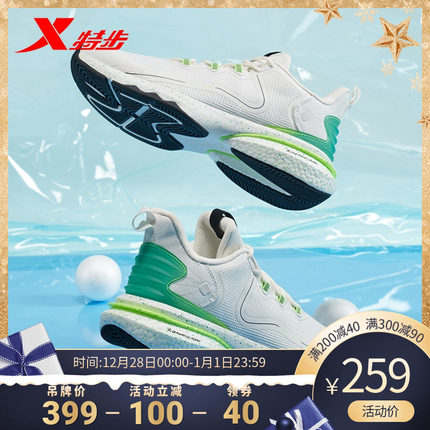 特步
满200减40 满300减90
时间:12月28日00:00-1月1日23:59
吊牌价 活动立减 领券
399 — 100 — 40
¥259
活动价